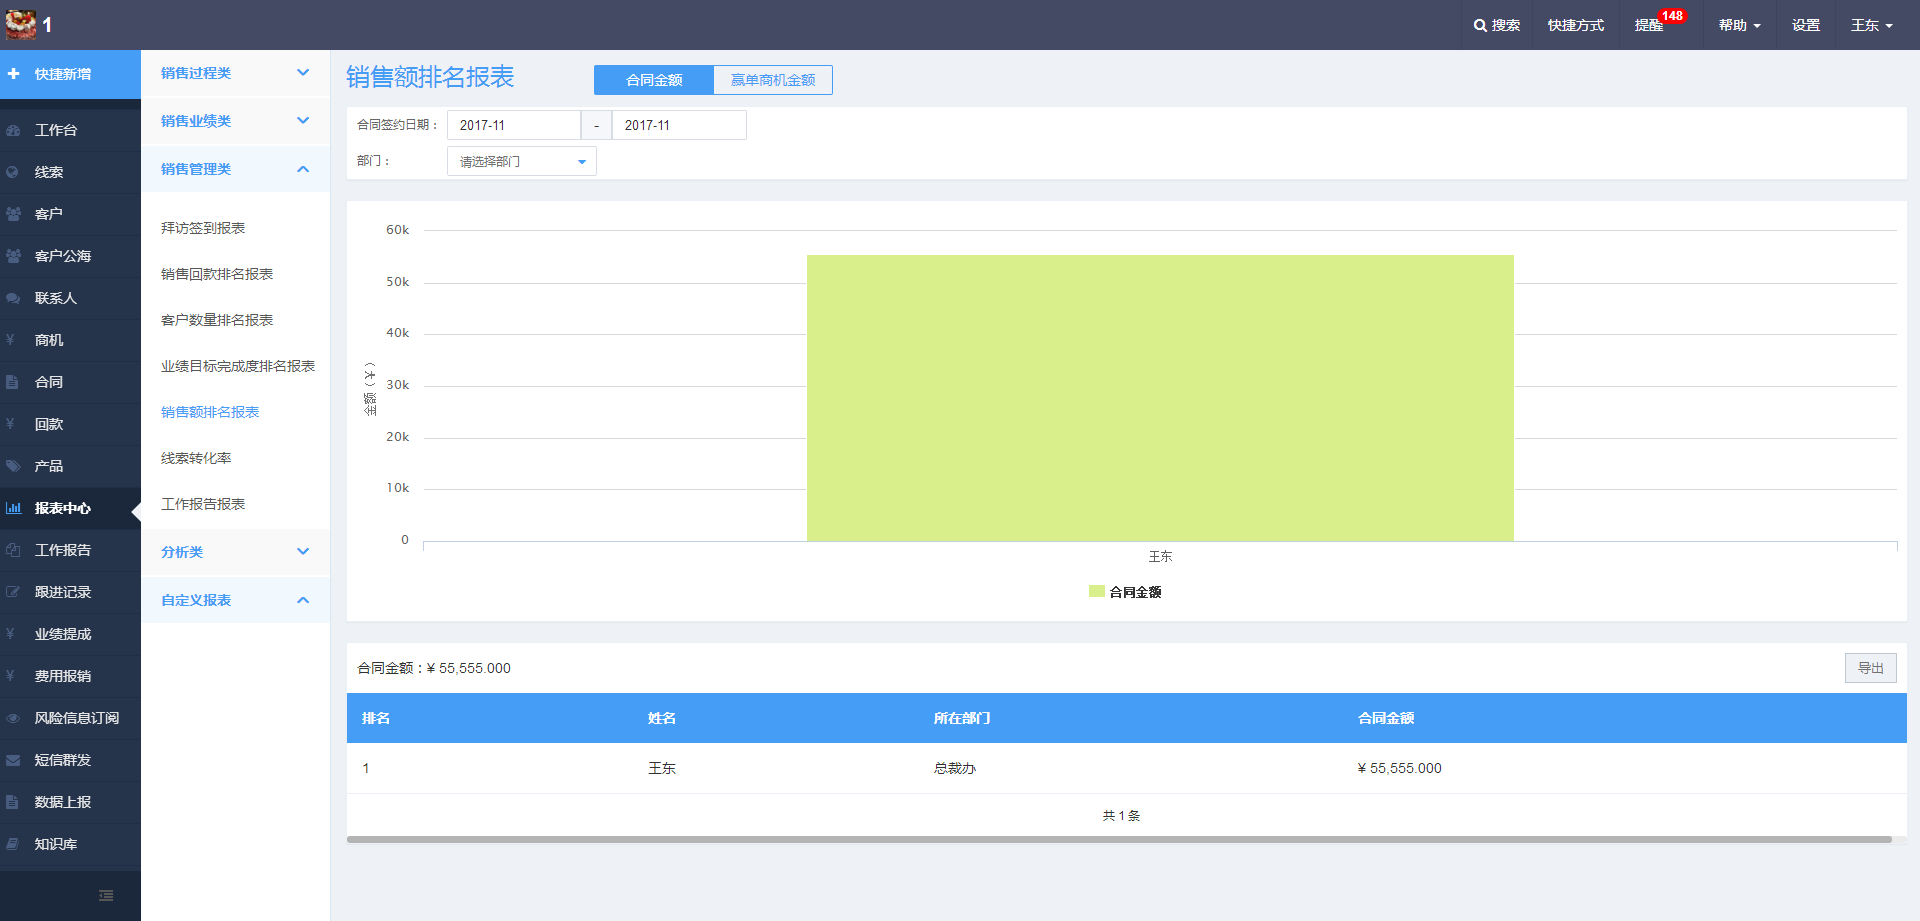 1
搜索
快捷方式
提醒 148
帮助
设置
王东
快捷新增
工作台
线索
客户
客户公海
联系人
商机
合同
回款
产品
报表中心
工作报告
跟进记录
业绩提成
费用报销
风险信息订阅
短信群发
数据上报
知识库
销售过程类
销售业绩类
销售管理类
拜访签到报表
销售回款排名报表
客户数量排名报表
业绩目标完成度排名报表
销售额排名报表
线索转化率
工作报告报表
分析类
自定义报表
销售额排名报表
合同金额
赢单商机金额
合同签约日期：
2017-11
-
2017-11
部门：
请选择部门
60k
50k
40k
30k
20k
10k
0
金额（大）
王东
合同金额
合同金额：¥ 55,555.000
导出
排名 姓名 所在部门 合同金额
1 王东 总裁办 ¥ 55,555.000
共 1 条